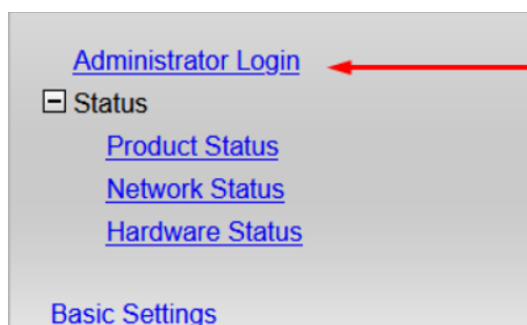 Administrator Login
Status
Product Status
Network Status
Hardware Status
Basic Settings